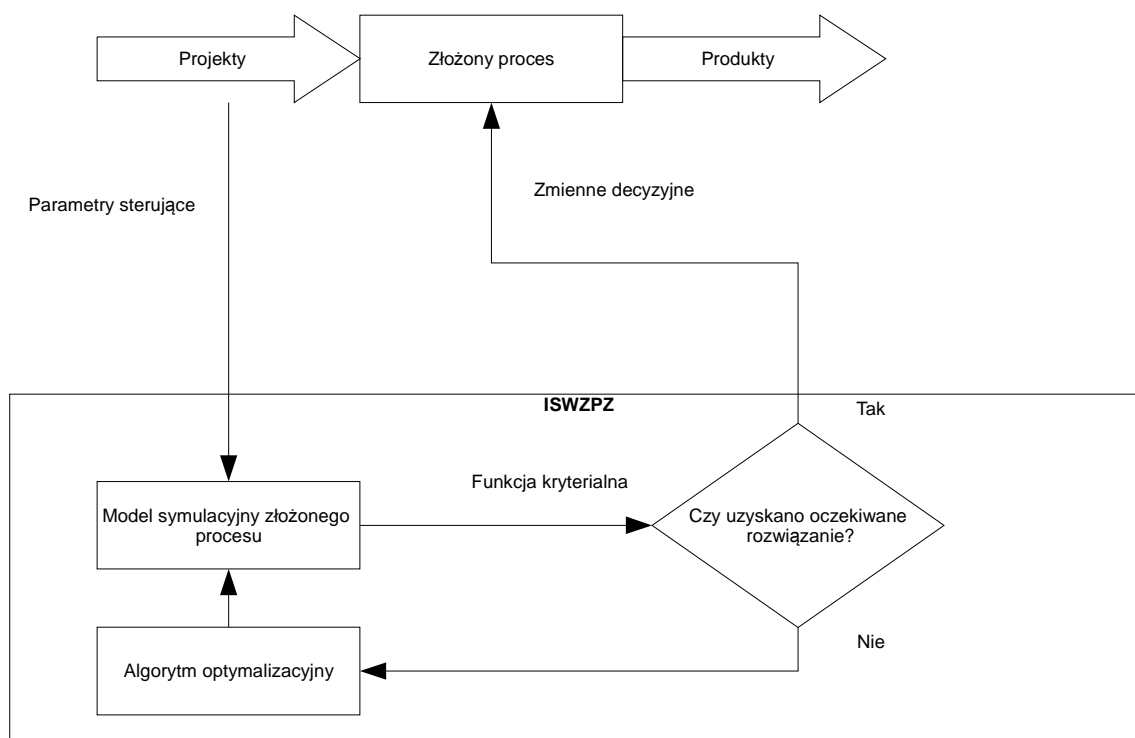 Projekty
Złożony proces
Produkty
Zmienne decyzyjne
Parametry sterujące
ISWZPZ
Tak
Funkcja kryterialna
Model symulacyjny złożonego
procesu
Czy uzyskano oczekiwane
rozwiązanie?
Nie
Algorytm optymalizacyjny